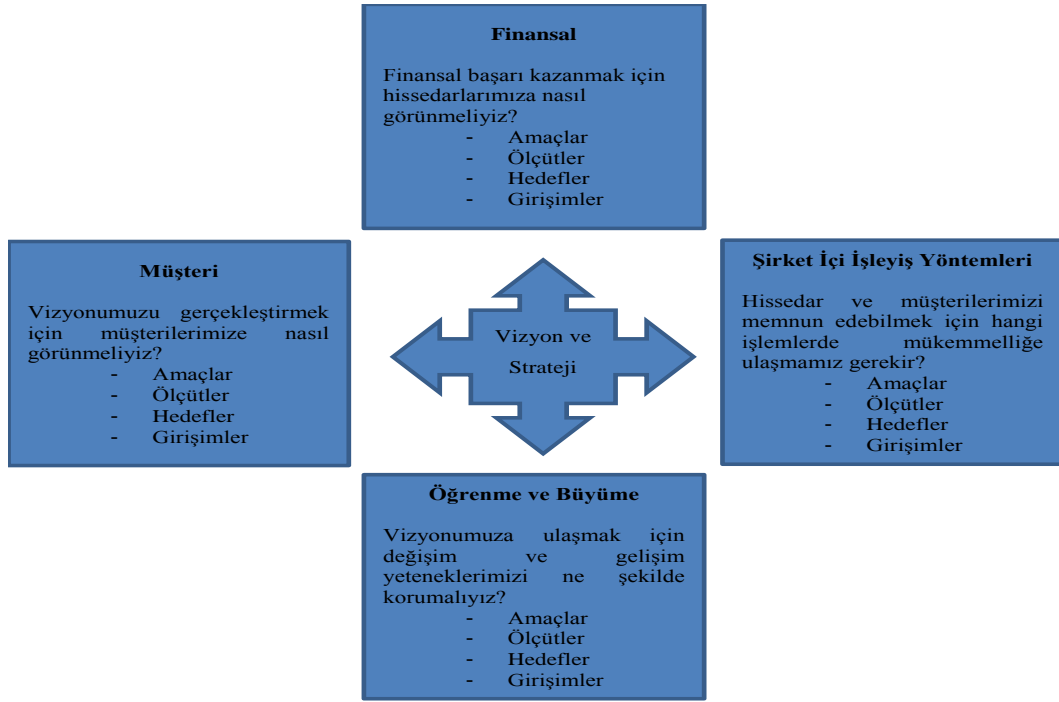 Finansal
Finansal başarı kazanmak için
hissedarlarımıza nasıl
görünmeliyiz?
- Amaçlar
- Ölçütler
- Hedefler
- Girişimler
Müşteri
Vizyonumuzu gerçekleştirmek
için müşterilerimize nasıl
görünmeliyiz?
- Amaçlar
- Ölçütler
- Hedefler
- Girişimler
Vizyon ve
Strateji
Şirket İçi İşleyiş Yöntemleri
Hissedar ve müşterilerimizi
memnun edebilmek için hangi
işlemlerde mükemmelliğe
ulaşmamız gerekir?
- Amaçlar
- Ölçütler
- Hedefler
- Girişimler
Öğrenme ve Büyüme
Vizyonumuza ulaşmak için
değişim ve gelişim
yeteneklerimizi ne şekilde
korumalıyız?
- Amaçlar
- Ölçütler
- Hedefler
- Girişimler